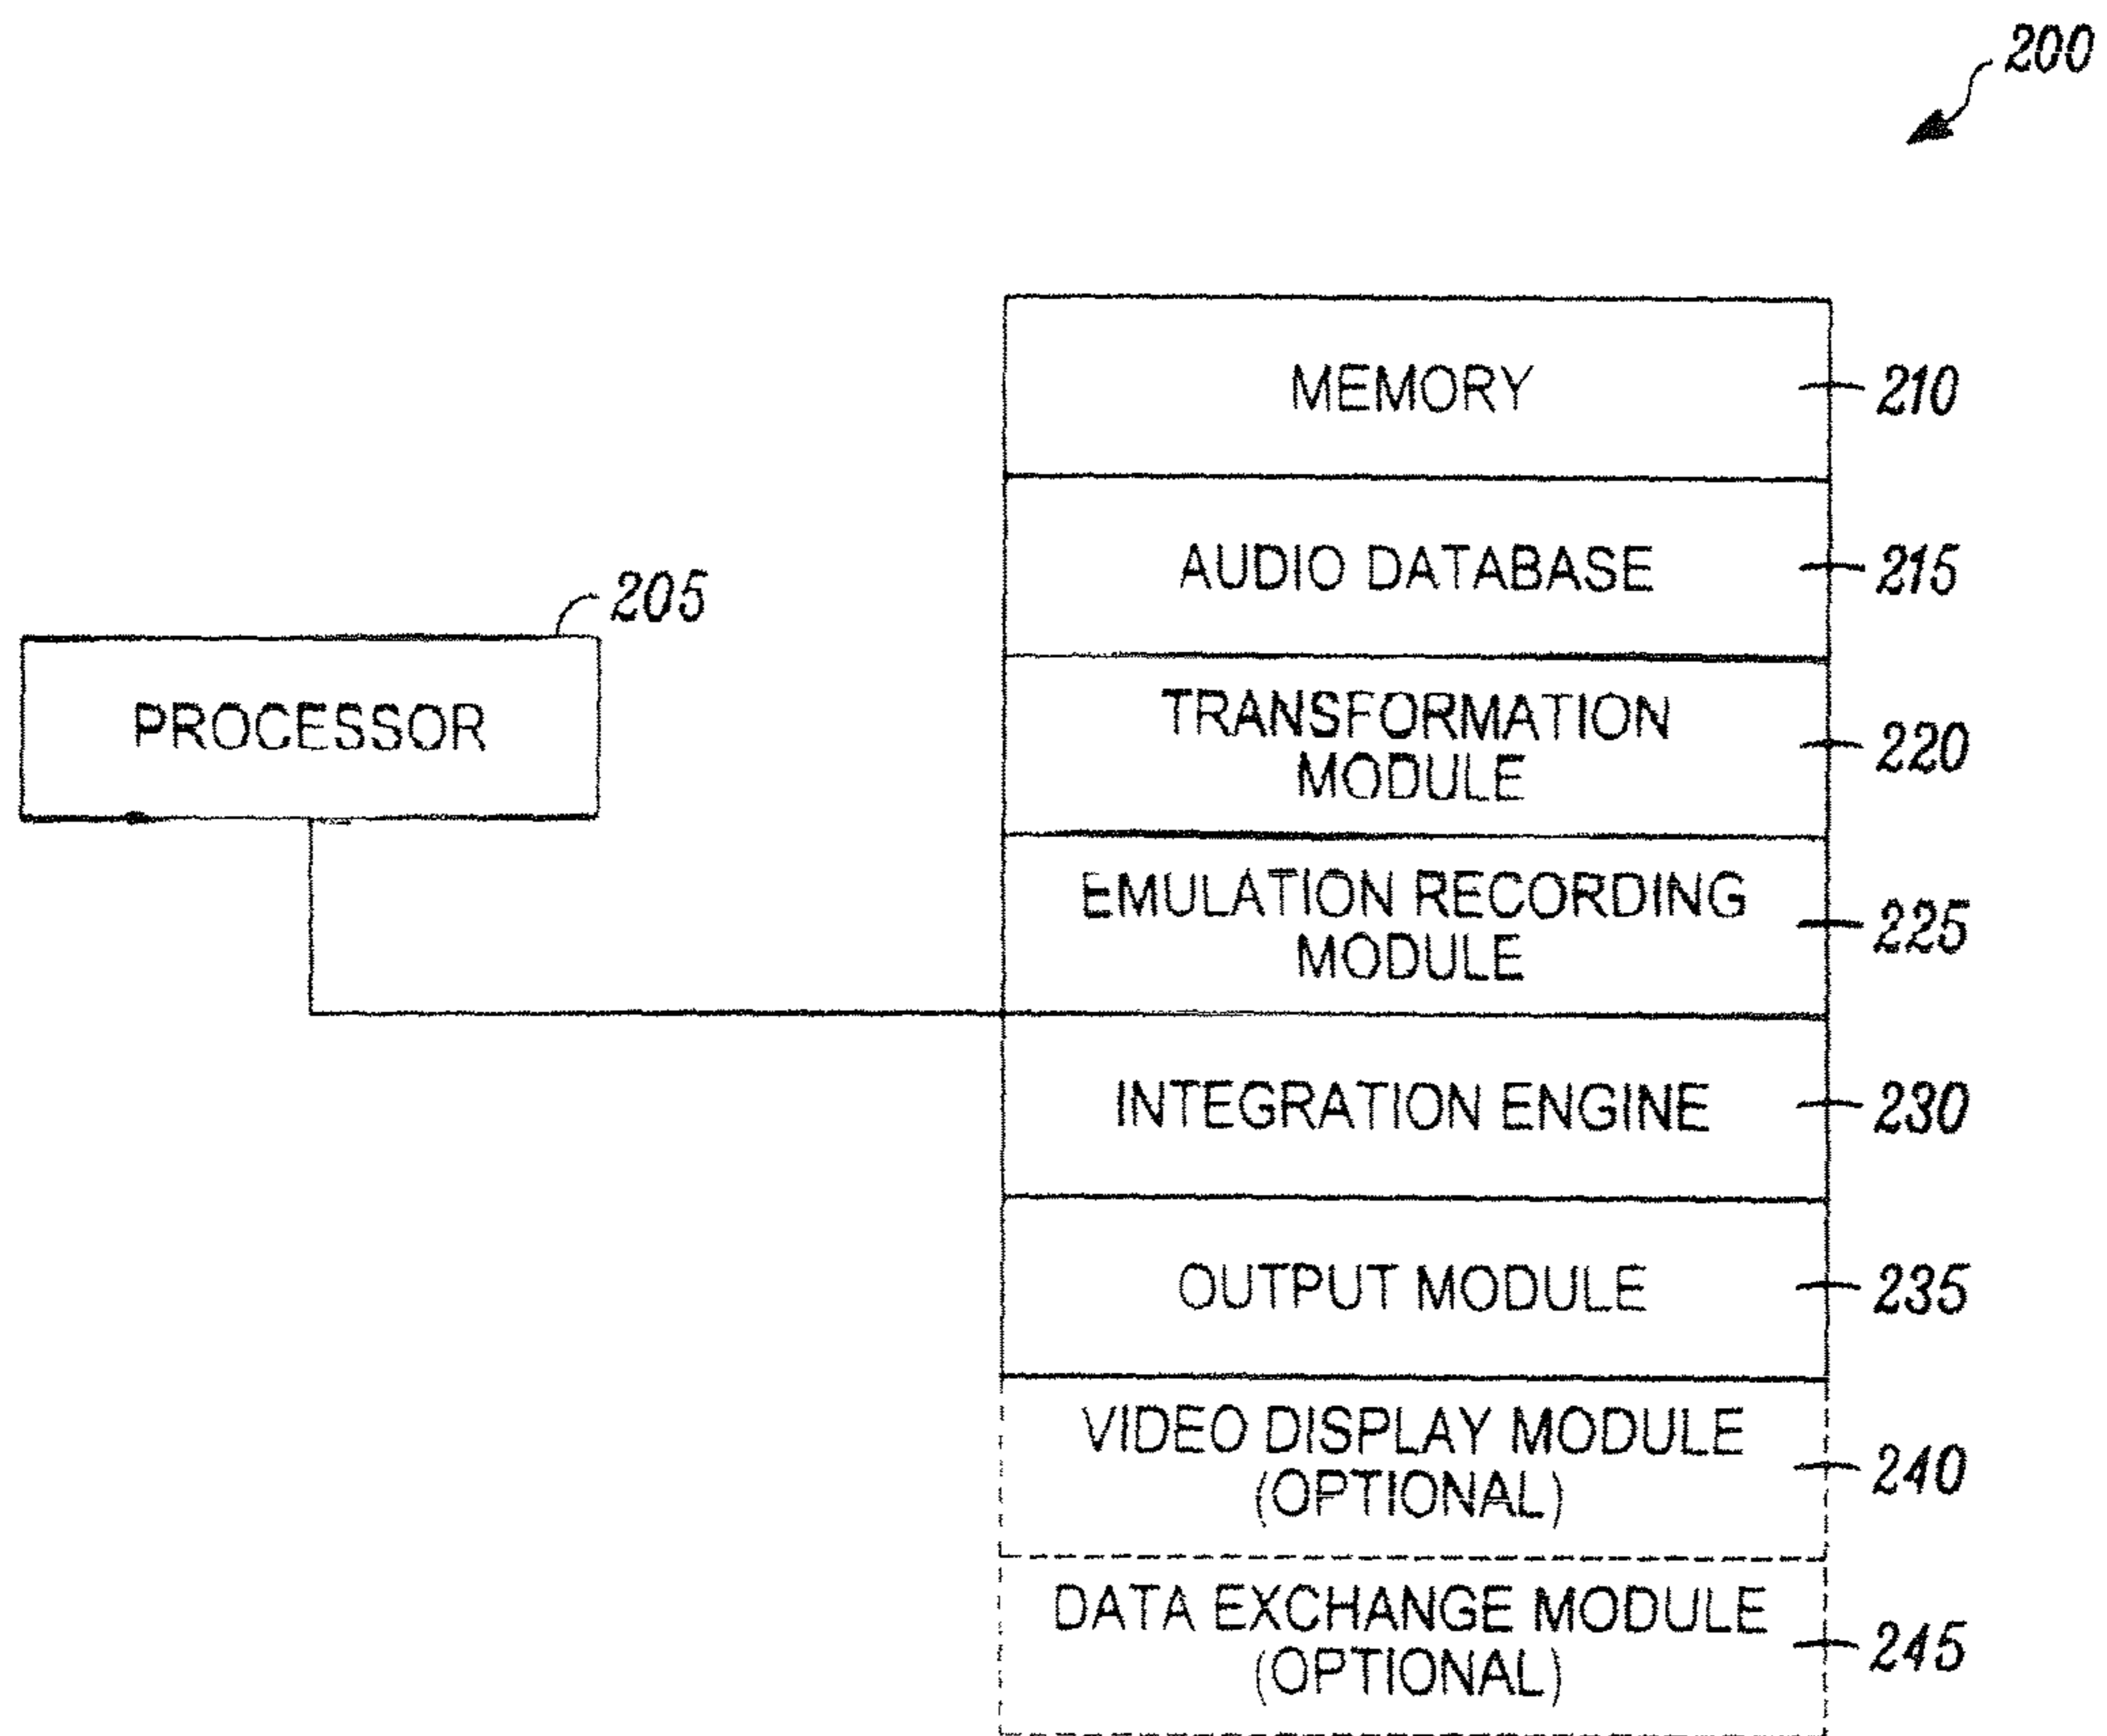 200
MEMORY
210
AUDIO DATABASE
215
205
PROCESSOR
TRANSFORMATION
MODULE
220
EMULATION RECORDING
MODULE
225
INTEGRATION ENGINE
230
OUTPUT MODULE
235
VIDEO DISPLAY MODULE
(OPTIONAL)
240
DATA EXCHANGE MODULE
(OPTIONAL)
245